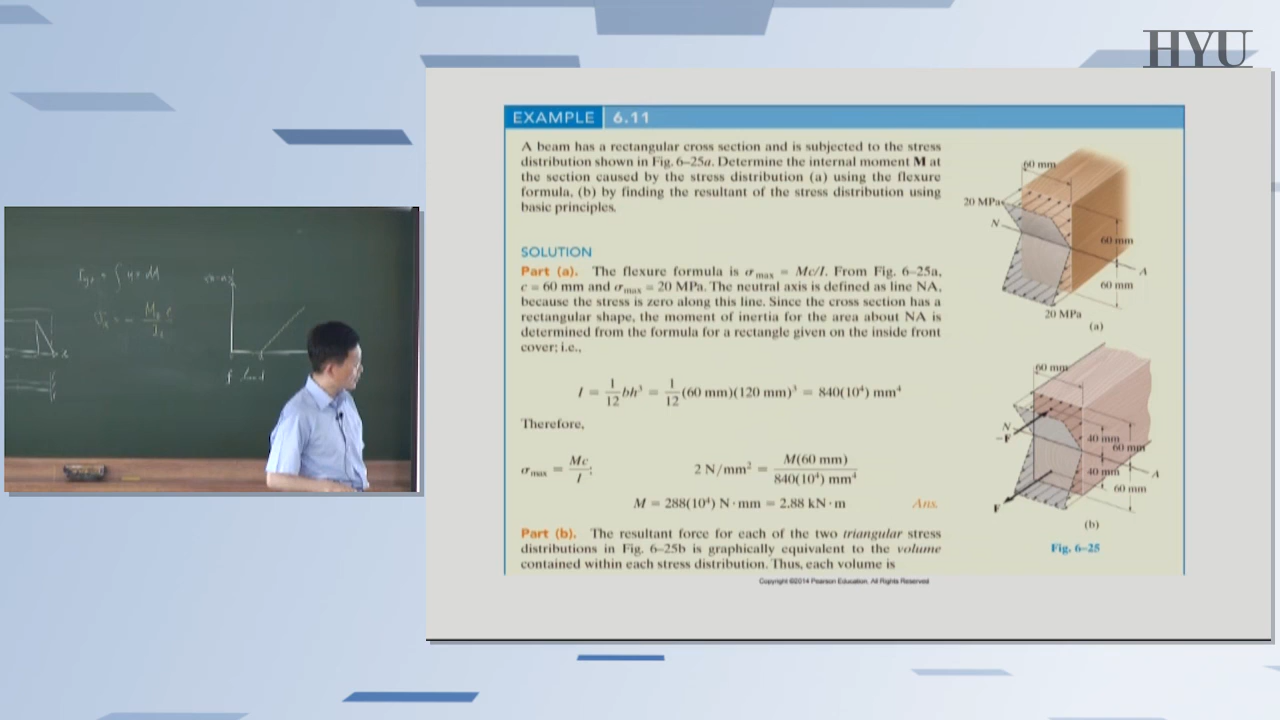 HYU
EXAMPLE 6.11
A beam has a rectangular cross section and is subjected to the stress
distribution shown in Fig. 6–25a. Determine the internal moment M at
the section caused by the stress distribution (a) using the flexure
formula, (b) by finding the resultant of the stress distribution using
basic principles.
SOLUTION
Part (a). The flexure formula is σmax = Mc/I. From Fig. 6–25a,
c = 60 mm and σmax = 20 MPa. The neutral axis is defined as line NA,
because the stress is zero along this line. Since the cross section has a
rectangular shape, the moment of inertia for the area about NA is
determined from the formula for a rectangle given on the inside front
cover; i.e.,
I = 1/12 bh³ = 1/12 (60 mm)(120 mm)³ = 840(10⁴) mm⁴
Therefore,
σmax = Mc/I; 2 N/mm² = M(60 mm)/840(10⁴) mm⁴
M = 288(10⁴) N·mm = 2.88 kN·m Ans.
Part (b). The resultant force for each of the two triangular stress
distributions in Fig. 6–25b is graphically equivalent to the volume
contained within each stress distribution. Thus, each volume is
60 mm
20 MPa
N
60 mm
A
60 mm
20 MPa
(a)
60 mm
N
–F
40 mm
60 mm
40 mm
A
60 mm
F
(b)
Fig. 6–25
Copyright ©2014 Pearson Education, All Rights Reserved